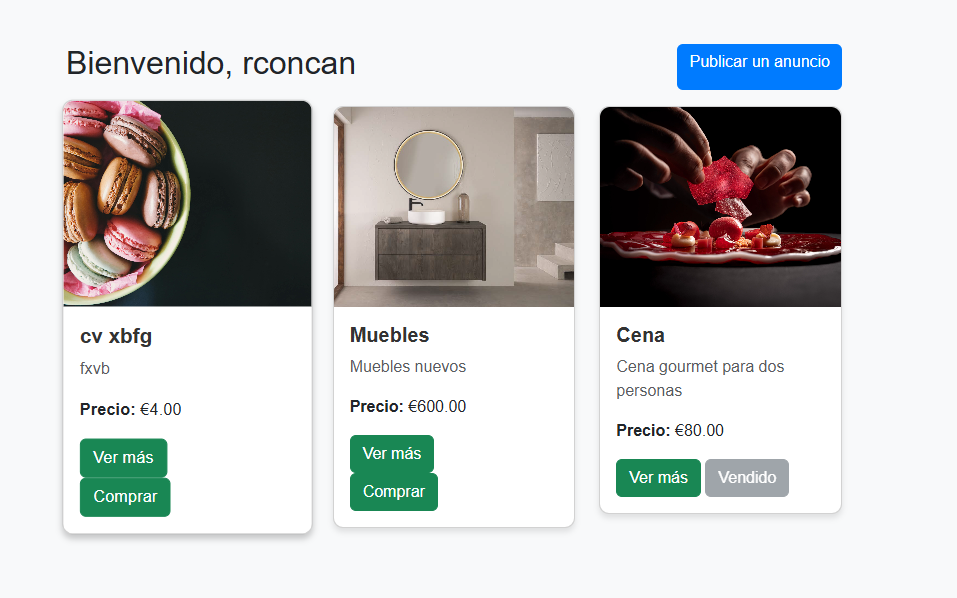 Bienvenido, rconcan
Publicar un anuncio
cv xbfg
fxvb
Precio: €4.00
Ver más
Comprar
Muebles
Muebles nuevos
Precio: €600.00
Ver más
Comprar
Cena
Cena gourmet para dos
personas
Precio: €80.00
Ver más
Vendido